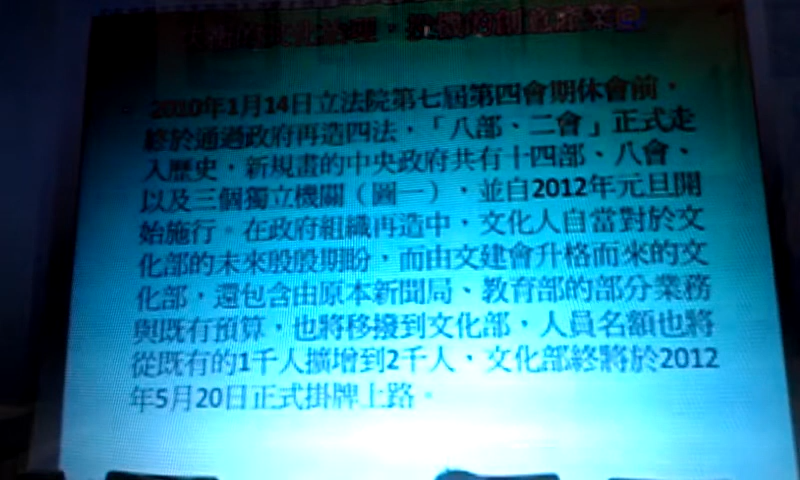 2010年1月14日立法院第七屆第四會期休會前，
終於通過政府再造四法，「八部、二會」正式走
入歷史，新規畫的中央政府共有十四部、八會、
以及三個獨立機關（圖一），並自2012年元旦開
始施行。在政府組織再造中，文化人自當對於文
化部的未來殷殷期盼，而由文建會升格而來的文
化部，還包含由原本新聞局、教育部的部分業務
與既有預算，也將移撥到文化部，人員名額也將
從既有的1千人擴增到2千人，文化部終將於2012
年5月20日正式掛牌上路。